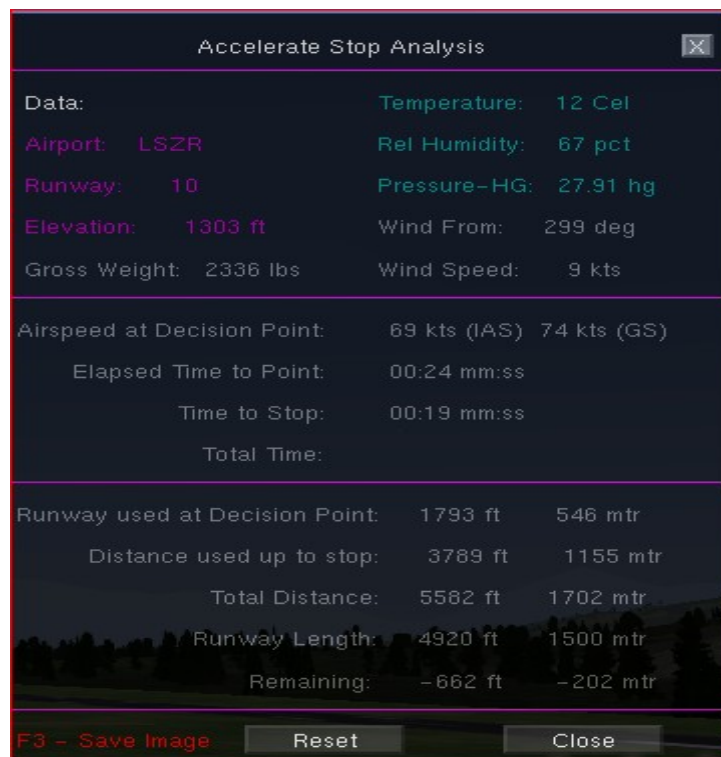 Accelerate Stop Analysis X
Data: Temperature: 12 Cel
Airport: LSZR Rel Humidity: 67 pct
Runway: 10 Pressure-HG: 27.91 hg
Elevation: 1303 ft Wind From: 299 deg
Gross Weight: 2336 lbs Wind Speed: 9 kts
Airspeed at Decision Point: 69 kts (IAS) 74 kts (GS)
Elapsed Time to Point: 00:24 mm:ss
Time to Stop: 00:19 mm:ss
Total Time:
Runway used at Decision Point: 1793 ft 546 mtr
Distance used up to stop: 3789 ft 1155 mtr
Total Distance: 5582 ft 1702 mtr
Runway Length: 4920 ft 1500 mtr
Remaining: -662 ft -202 mtr
F3 - Save Image Reset Close